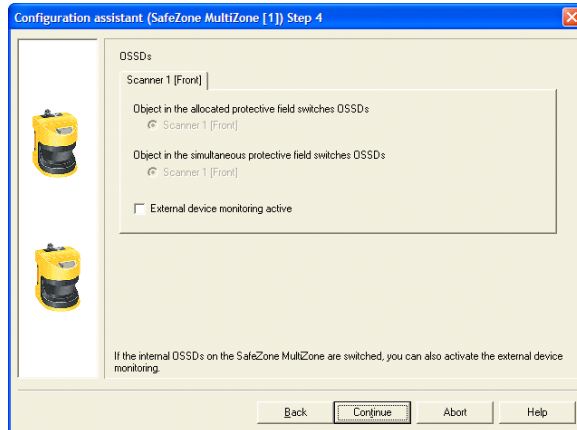 Configuration assistant (SafeZone MultiZone [1]) Step 4
OSSDs
Scanner 1 [Front]
Object in the allocated protective field switches OSSDs
Scanner 1 [Front]
Object in the simultaneous protective field switches OSSDs
Scanner 1 [Front]
External device monitoring active
If the internal OSSDs on the SafeZone MultiZone are switched, you can also activate the external device
monitoring.
Back Continue Abort Help